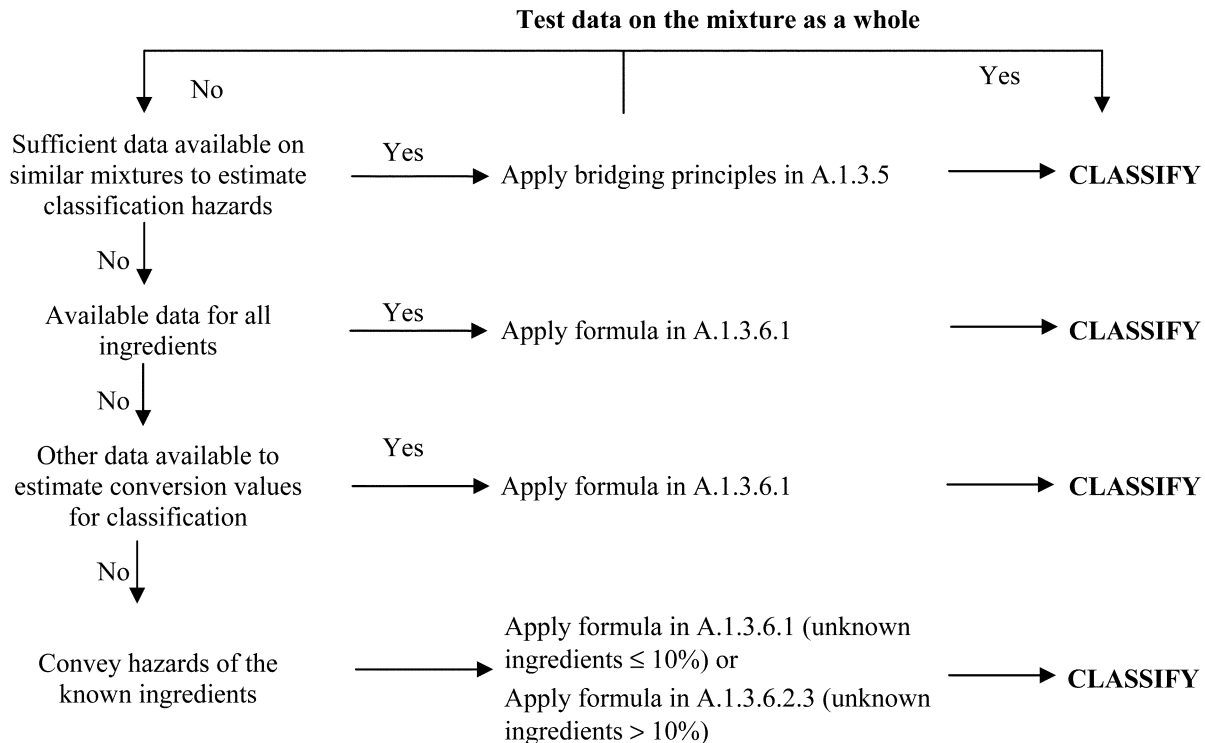 Test data on the mixture as a whole
No
Yes
Sufficient data available on
similar mixtures to estimate
classification hazards
Yes
Apply bridging principles in A.1.3.5
CLASSIFY
No
Available data for all
ingredients
Yes
Apply formula in A.1.3.6.1
CLASSIFY
No
Other data available to
estimate conversion values
for classification
Yes
Apply formula in A.1.3.6.1
CLASSIFY
No
Convey hazards of the
known ingredients
Apply formula in A.1.3.6.1 (unknown
ingredients ≤ 10%) or
Apply formula in A.1.3.6.2.3 (unknown
ingredients > 10%)
CLASSIFY